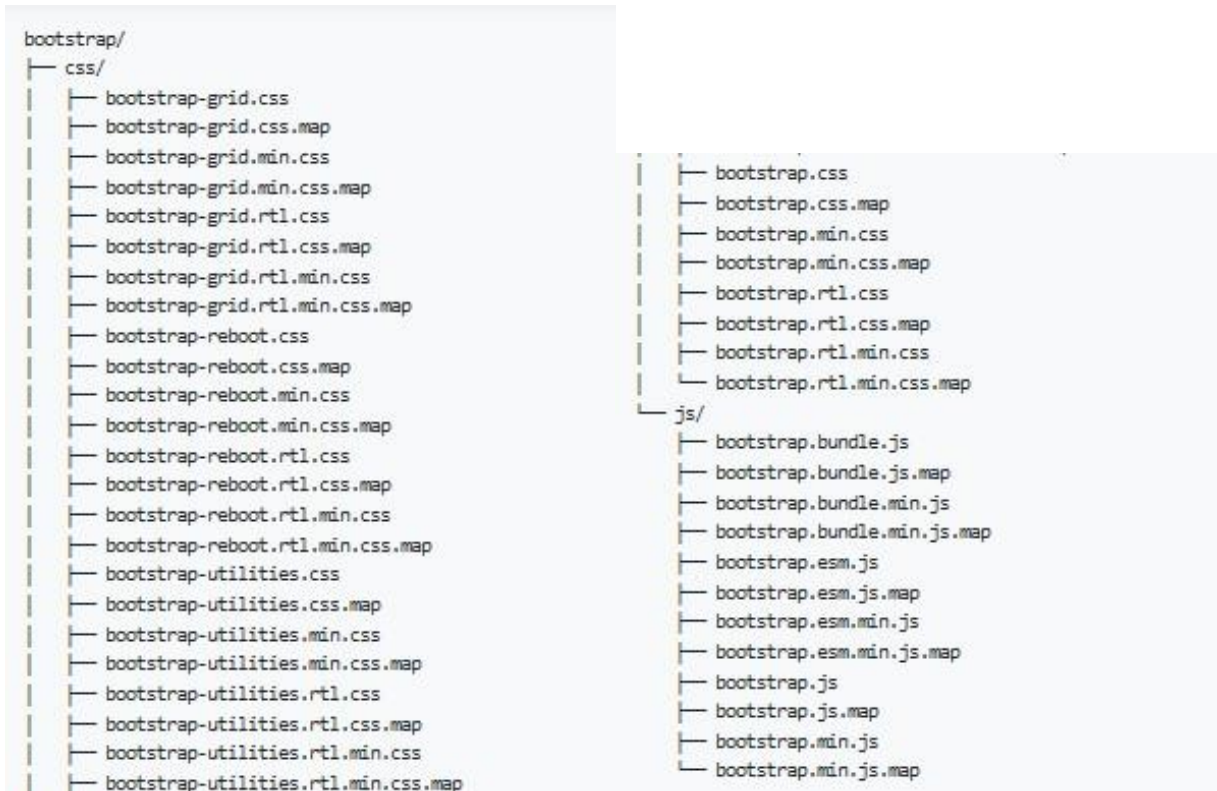 bootstrap/
├── css/
│   ├── bootstrap-grid.css
│   ├── bootstrap-grid.css.map
│   ├── bootstrap-grid.min.css
│   ├── bootstrap-grid.min.css.map
│   ├── bootstrap-grid.rtl.css
│   ├── bootstrap-grid.rtl.css.map
│   ├── bootstrap-grid.rtl.min.css
│   ├── bootstrap-grid.rtl.min.css.map
│   ├── bootstrap-reboot.css
│   ├── bootstrap-reboot.css.map
│   ├── bootstrap-reboot.min.css
│   ├── bootstrap-reboot.min.css.map
│   ├── bootstrap-reboot.rtl.css
│   ├── bootstrap-reboot.rtl.css.map
│   ├── bootstrap-reboot.rtl.min.css
│   ├── bootstrap-reboot.rtl.min.css.map
│   ├── bootstrap-utilities.css
│   ├── bootstrap-utilities.css.map
│   ├── bootstrap-utilities.min.css
│   ├── bootstrap-utilities.min.css.map
│   ├── bootstrap-utilities.rtl.css
│   ├── bootstrap-utilities.rtl.css.map
│   ├── bootstrap-utilities.rtl.min.css
│   ├── bootstrap-utilities.rtl.min.css.map
│   ├── bootstrap.css
│   ├── bootstrap.css.map
│   ├── bootstrap.min.css
│   ├── bootstrap.min.css.map
│   ├── bootstrap.rtl.css
│   ├── bootstrap.rtl.css.map
│   ├── bootstrap.rtl.min.css
│   └── bootstrap.rtl.min.css.map
└── js/
    ├── bootstrap.bundle.js
    ├── bootstrap.bundle.js.map
    ├── bootstrap.bundle.min.js
    ├── bootstrap.bundle.min.js.map
    ├── bootstrap.esm.js
    ├── bootstrap.esm.js.map
    ├── bootstrap.esm.min.js
    ├── bootstrap.esm.min.js.map
    ├── bootstrap.js
    ├── bootstrap.js.map
    ├── bootstrap.min.js
    └── bootstrap.min.js.map